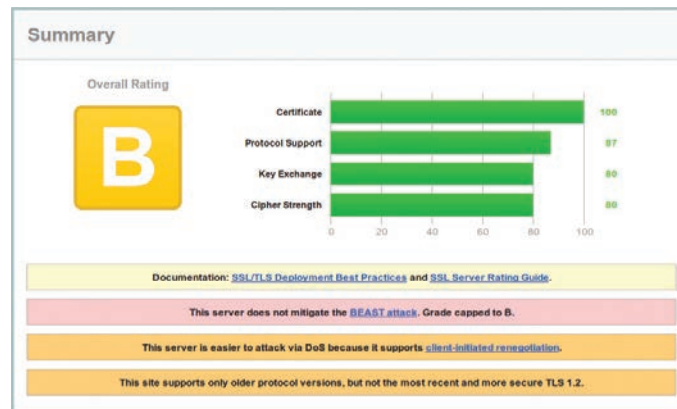 Summary
Overall Rating
B
Certificate 100
Protocol Support 87
Key Exchange 80
Cipher Strength 80
0 20 40 60 80 100
Documentation: SSL/TLS Deployment Best Practices and SSL Server Rating Guide.
This server does not mitigate the BEAST attack. Grade capped to B.
This server is easier to attack via DoS because it supports client-initiated renegotiation.
This site supports only older protocol versions, but not the most recent and more secure TLS 1.2.